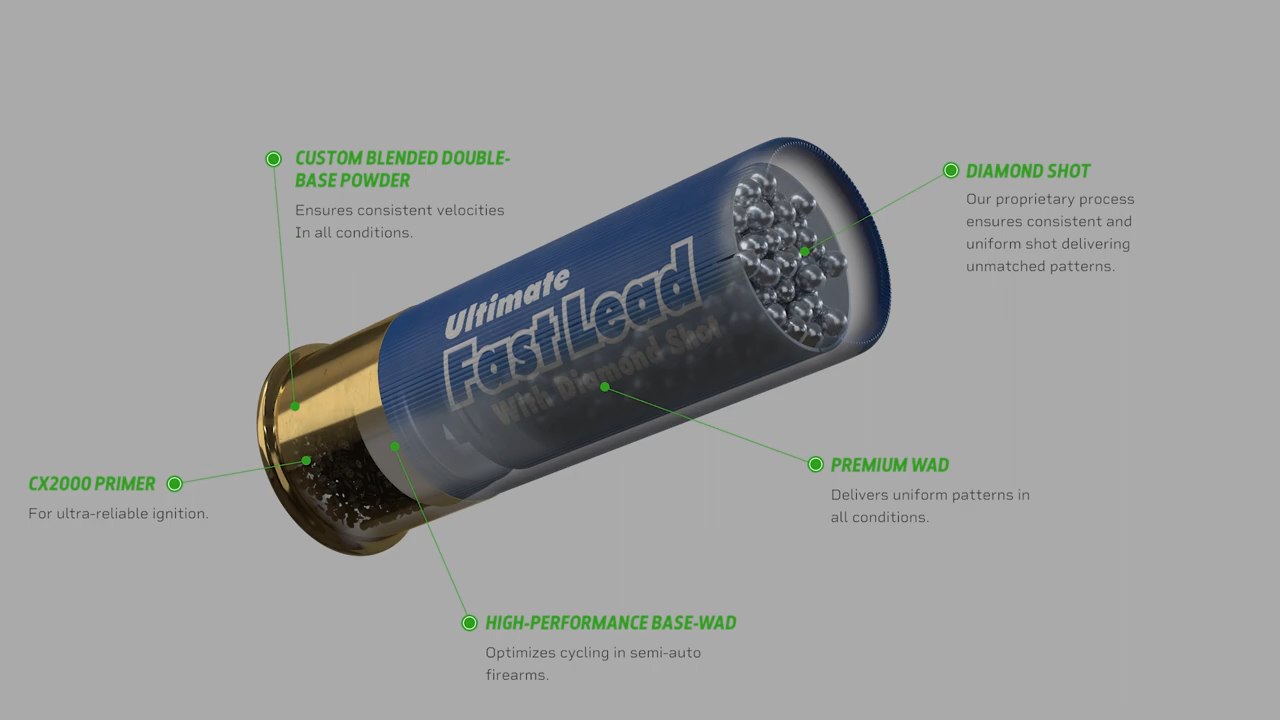 CUSTOM BLENDED DOUBLE-
BASE POWDER
Ensures consistent velocities
In all conditions.
DIAMOND SHOT
Our proprietary process
ensures consistent and
uniform shot delivering
unmatched patterns.
Ultimate
Fast Lead
With Diamond Shot
CX2000 PRIMER
For ultra-reliable ignition.
PREMIUM WAD
Delivers uniform patterns in
all conditions.
HIGH-PERFORMANCE BASE-WAD
Optimizes cycling in semi-auto
firearms.